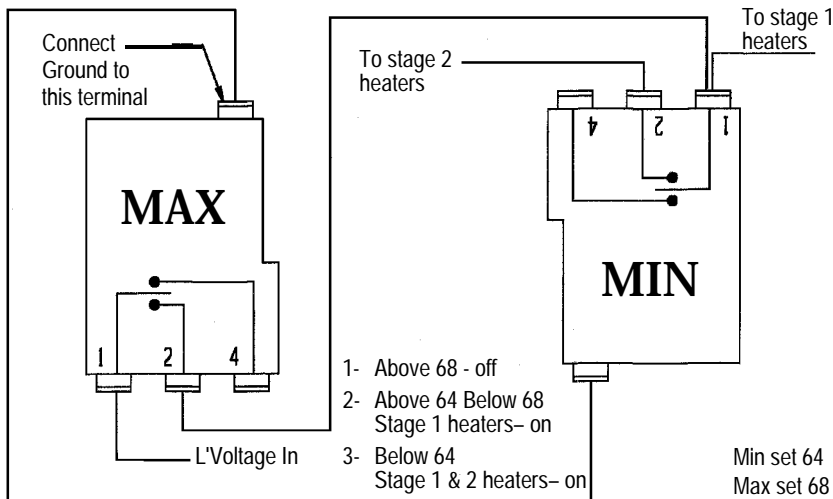 Connect
Ground to
this terminal
To stage 2
heaters
To stage 1
heaters
4 2 1
MAX
MIN
1 2 4
L'Voltage In
1- Above 68 - off
2- Above 64 Below 68
Stage 1 heaters– on
3- Below 64
Stage 1 & 2 heaters– on
Min set 64
Max set 68